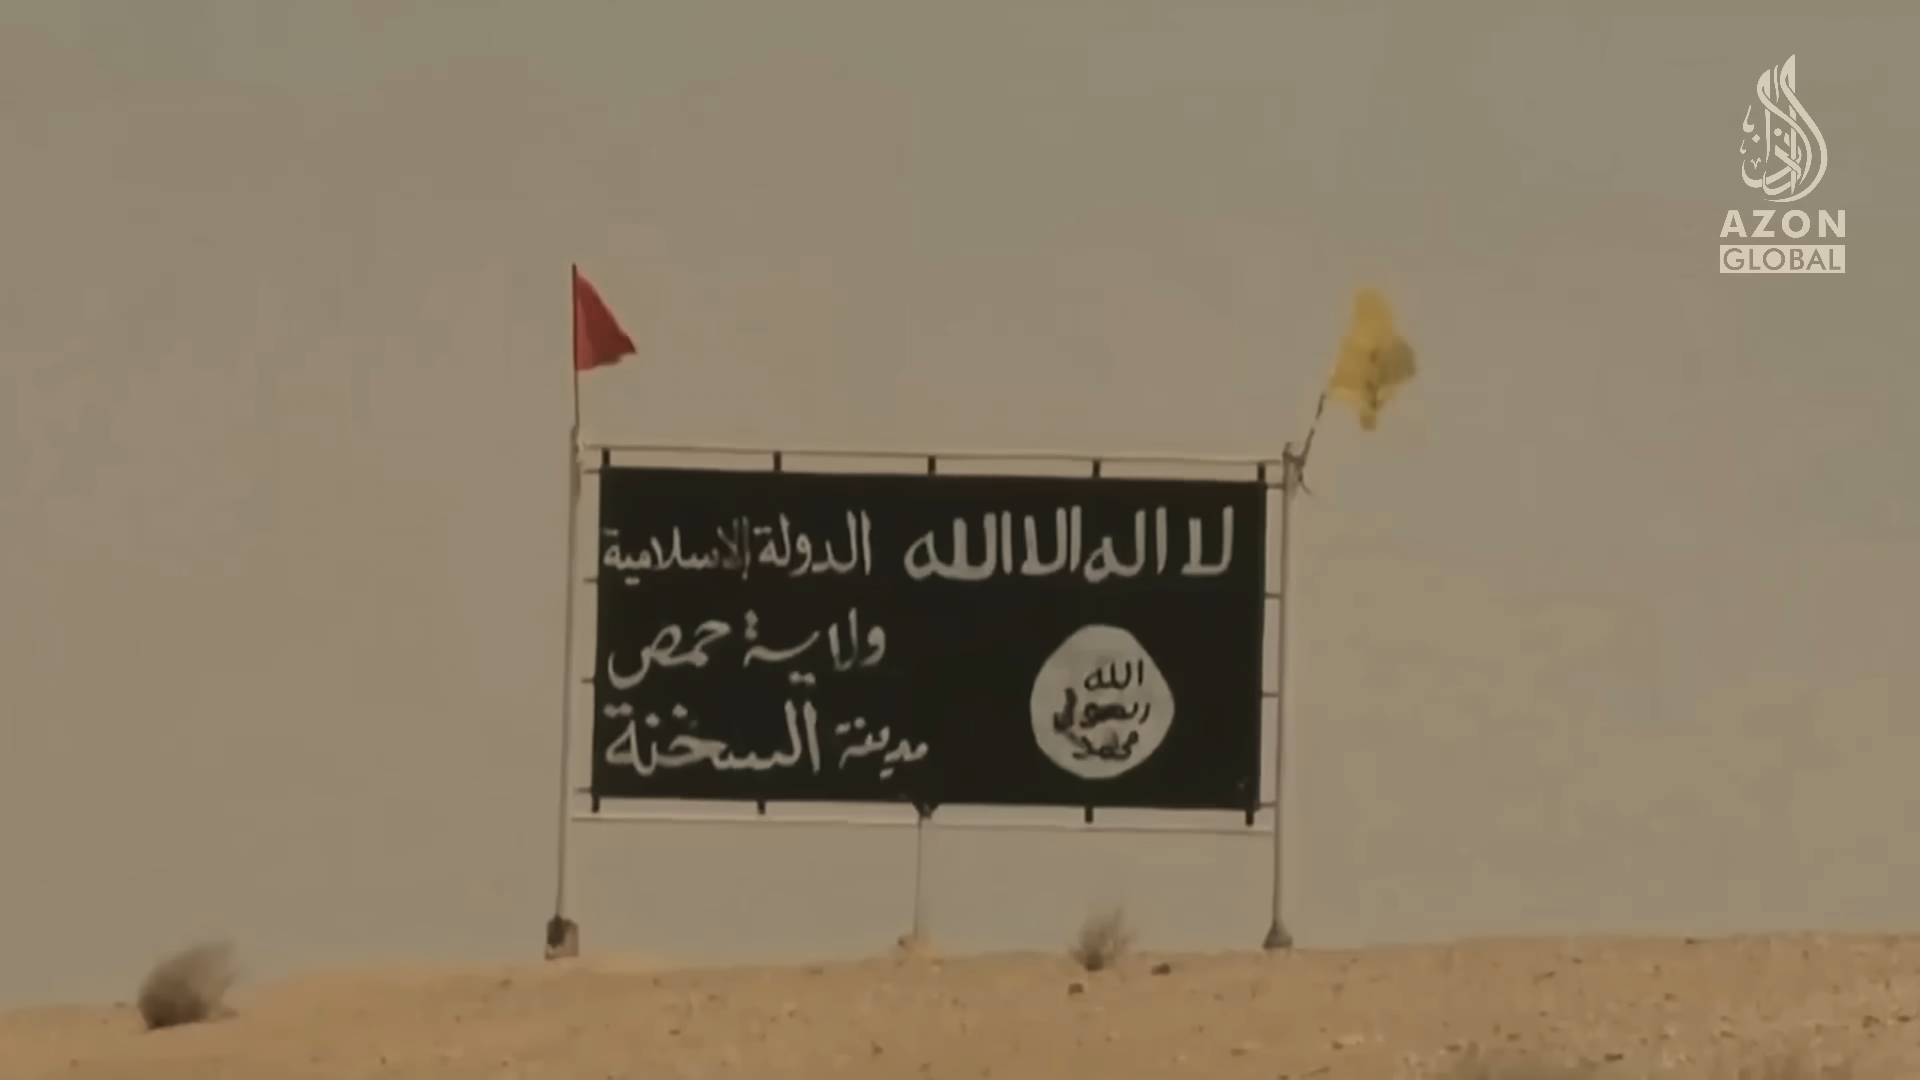 لا اله الا الله
الله
رسول
محمد
الدولة الاسلامية
ولاية حمص
مدينة السخنة
AZON
GLOBAL